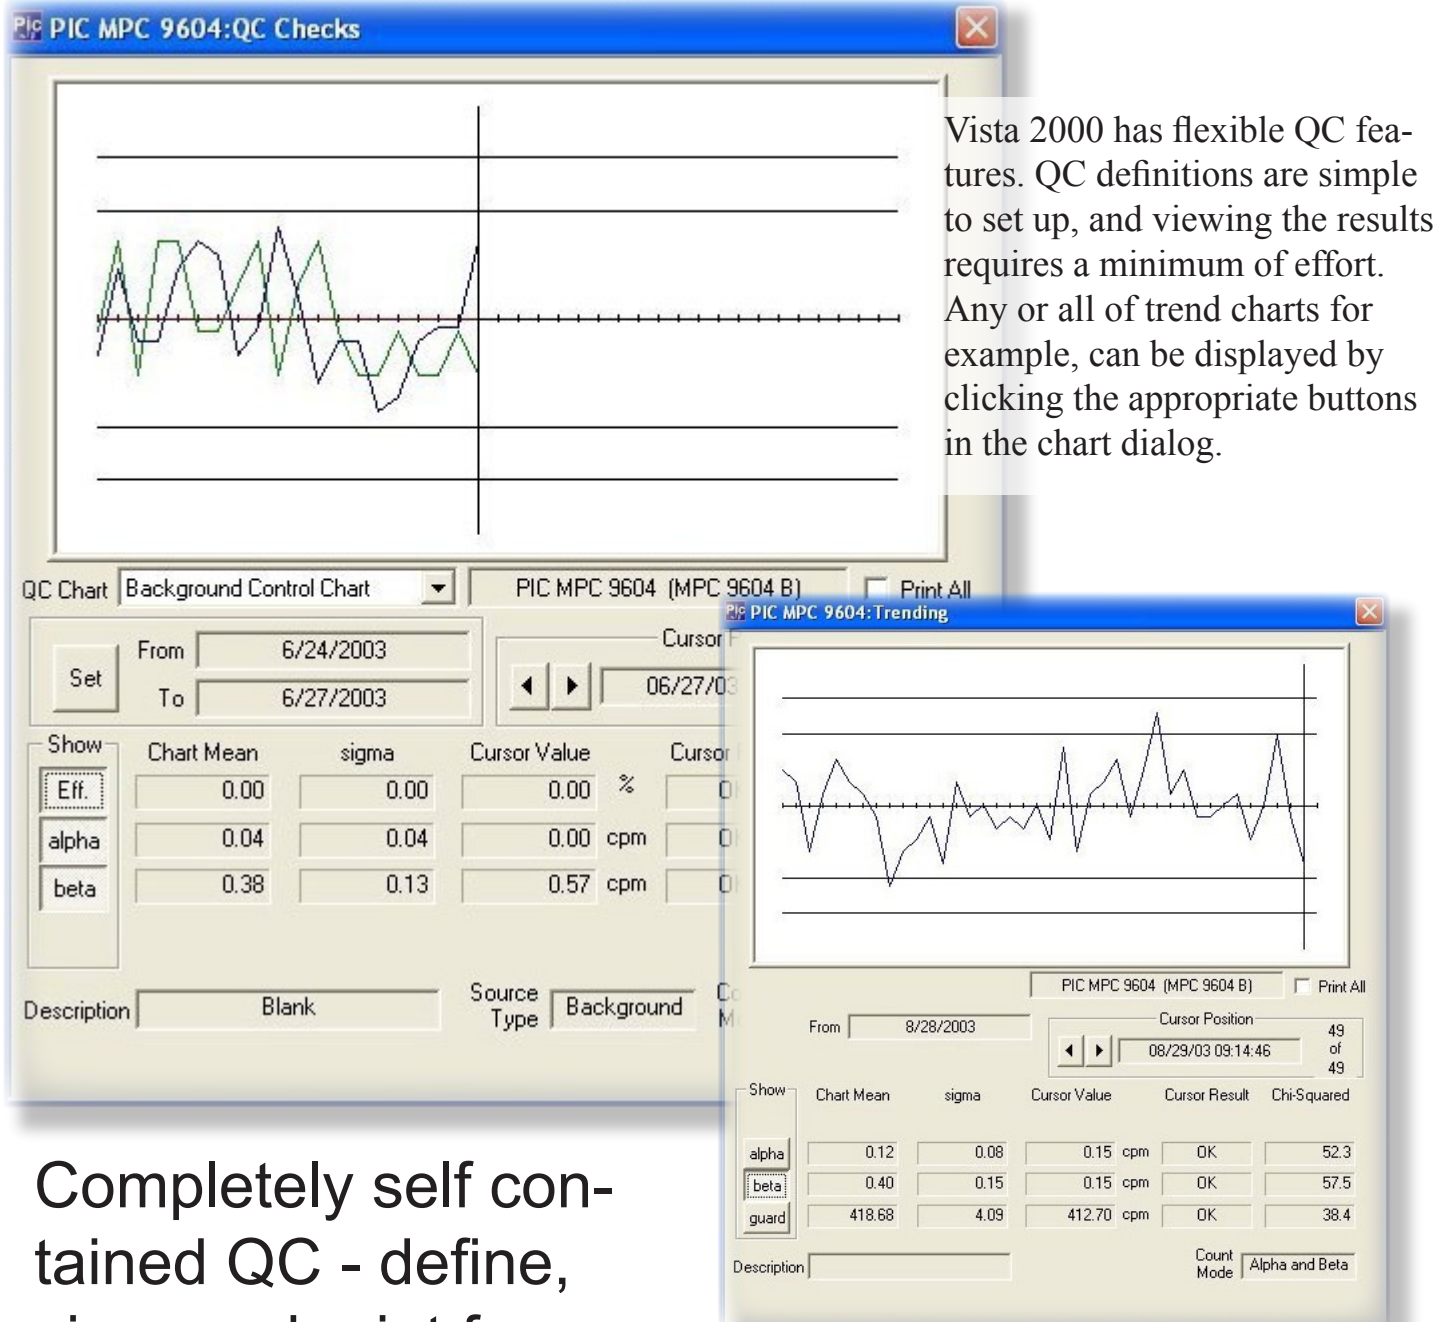 PIC MPC 9604:QC Checks
Vista 2000 has flexible QC fea-
tures. QC definitions are simple
to set up, and viewing the results
requires a minimum of effort.
Any or all of trend charts for
example, can be displayed by
clicking the appropriate buttons
in the chart dialog.
QC Chart Background Control Chart PIC MPC 9604 (MPC 9604 B) Print All
Set From 6/24/2003
To 6/27/2003
Cursor
06/27/03
Show Chart Mean sigma Cursor Value Cursor
Eff. 0.00 0.00 0.00 %
alpha 0.04 0.04 0.00 cpm
beta 0.38 0.13 0.57 cpm
Description Blank Source Type Background
PIC MPC 9604:Trending
PIC MPC 9604 (MPC 9604 B) Print All
From 8/28/2003
Cursor Position
08/29/03 09:14:46
49 of 49
Show Chart Mean sigma Cursor Value Cursor Result Chi-Squared
alpha 0.12 0.08 0.15 cpm OK 52.3
beta 0.40 0.15 0.15 cpm OK 57.5
guard 418.68 4.09 412.70 cpm OK 38.4
Description
Count Mode Alpha and Beta
Completely self con-
tained QC - define,